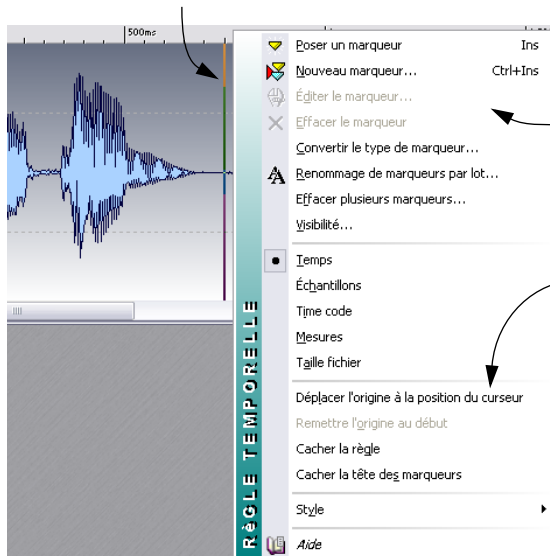 500ms
Poser un marqueur Ins
Nouveau marqueur... Ctrl+Ins
Éditer le marqueur...
Effacer le marqueur
Convertir le type de marqueur...
Renommage de marqueurs par lot...
Effacer plusieurs marqueurs...
Visibilité...
Temps
Échantillons
Time code
Mesures
Taille fichier
Déplacer l'origine à la position du curseur
Remettre l'origine au début
Cacher la règle
Cacher la tête des marqueurs
Style
Aide
RèGLE TEMPORELLE